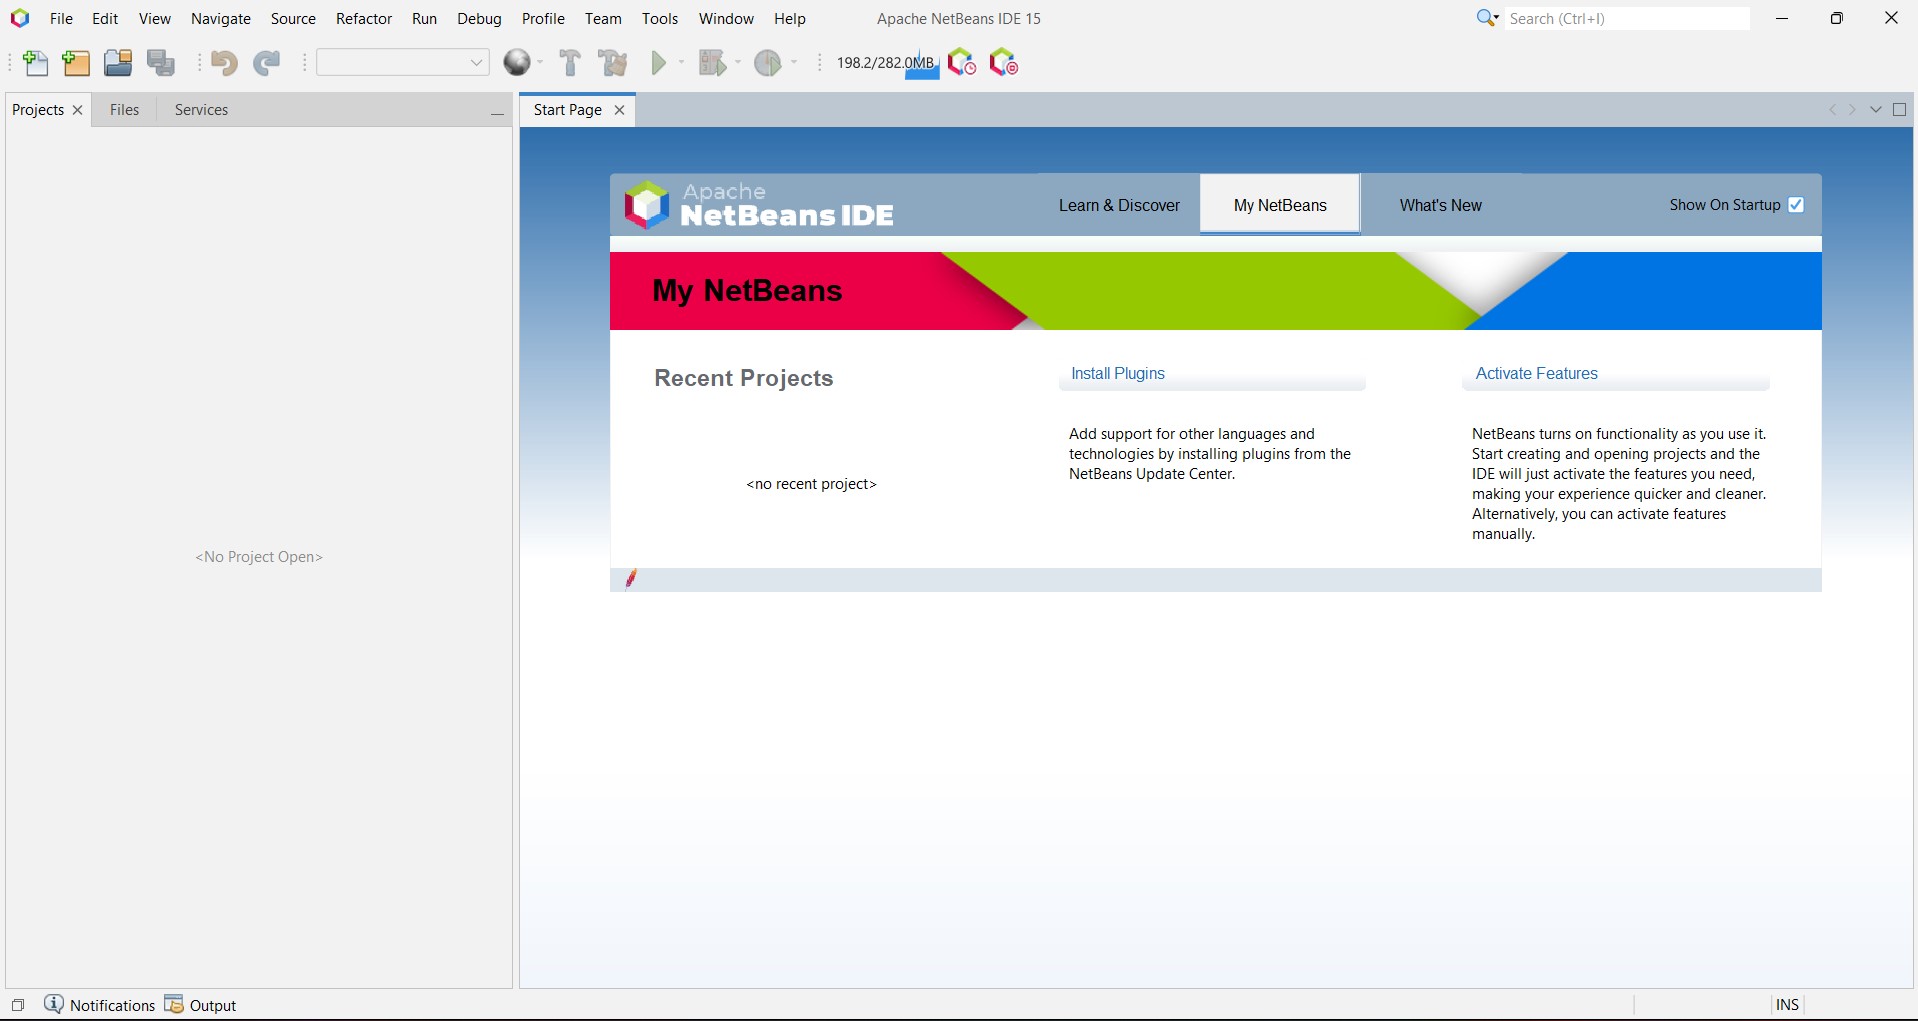 File Edit View Navigate Source Refactor Run Debug Profile Team Tools Window Help Apache NetBeans IDE 15 Search (Ctrl+I)
198.2/282.0MB
Projects Files Services Start Page
Apache
NetBeans IDE
Learn & Discover My NetBeans What's New Show On Startup
My NetBeans
Recent Projects
<no recent project>
Install Plugins
Add support for other languages and
technologies by installing plugins from the
NetBeans Update Center.
Activate Features
NetBeans turns on functionality as you use it.
Start creating and opening projects and the
IDE will just activate the features you need,
making your experience quicker and cleaner.
Alternatively, you can activate features
manually.
<No Project Open>
Notifications Output INS